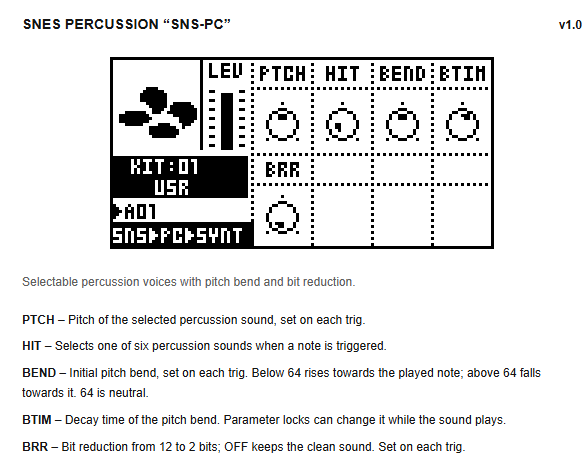 SNES PERCUSSION “SNS-PC” v1.0
LEV PTCH HIT BEND BTIM
KIT:01 BRR
USR
A01
SNS▶PC▶SYNT
Selectable percussion voices with pitch bend and bit reduction.
PTCH – Pitch of the selected percussion sound, set on each trig.
HIT – Selects one of six percussion sounds when a note is triggered.
BEND – Initial pitch bend, set on each trig. Below 64 rises towards the played note; above 64 falls
towards it. 64 is neutral.
BTIM – Decay time of the pitch bend. Parameter locks can change it while the sound plays.
BRR – Bit reduction from 12 to 2 bits; OFF keeps the clean sound. Set on each trig.